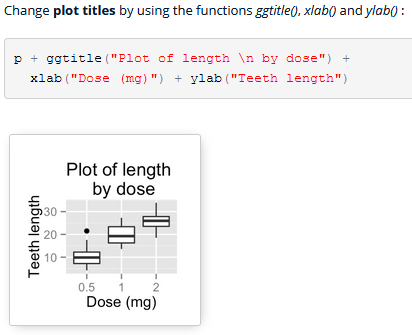 Change plot titles by using the functions ggtitle(), xlab() and ylab() :
p + ggtitle("Plot of length \n by dose") +
xlab("Dose (mg)") + ylab("Teeth length")
Plot of length
by dose
Teeth length
30
20
10
0.5 1 2
Dose (mg)